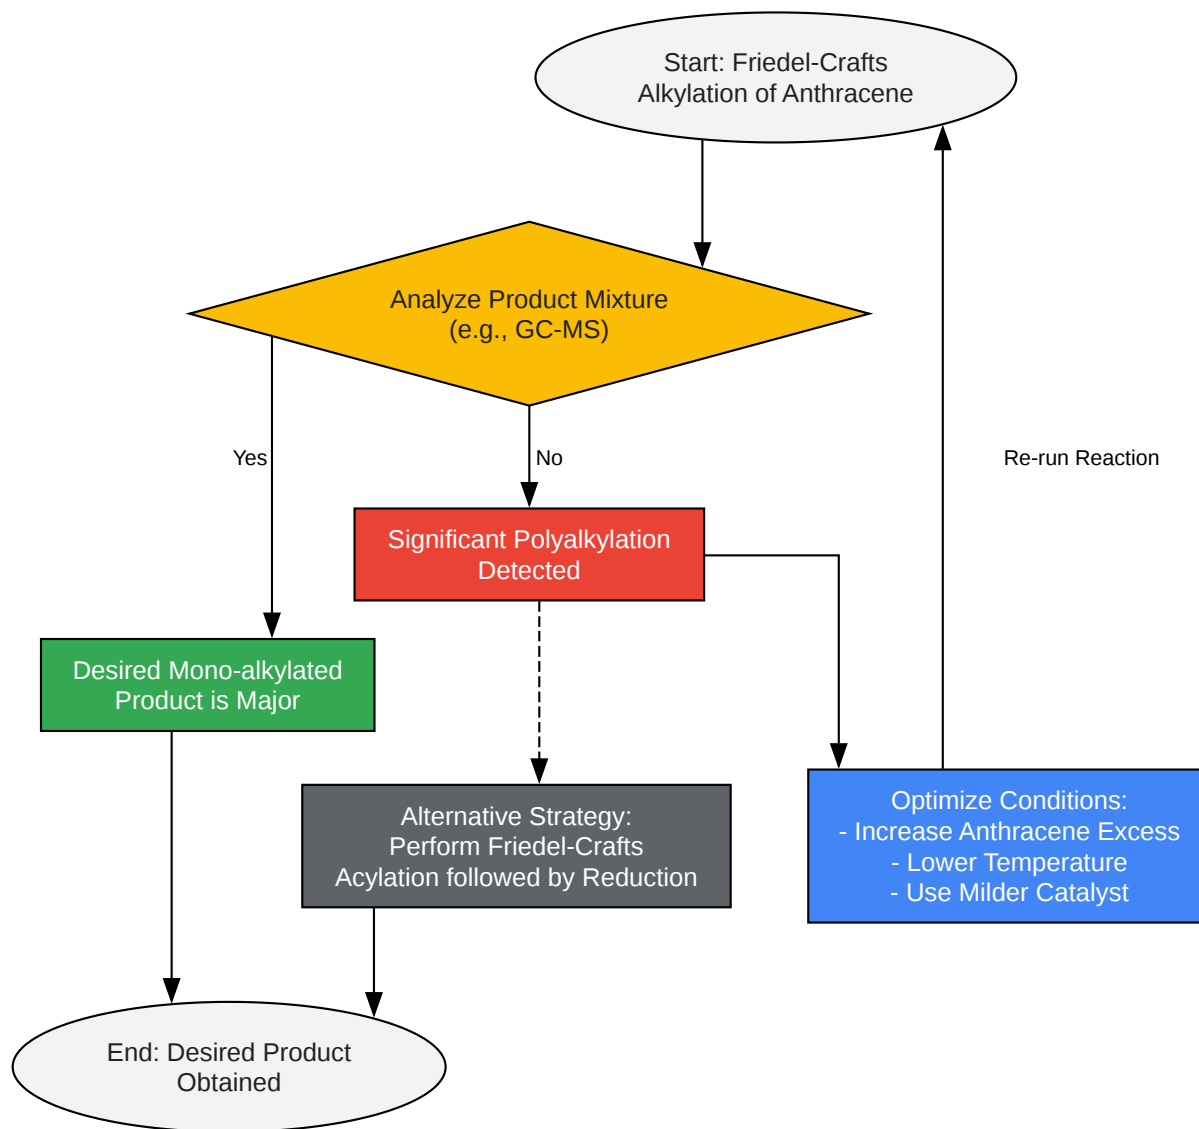 Start: Friedel-Crafts
Alkylation of Anthracene
Analyze Product Mixture
(e.g., GC-MS)
Yes
No
Re-run Reaction
Significant Polyalkylation
Detected
Desired Mono-alkylated
Product is Major
Alternative Strategy:
Perform Friedel-Crafts
Acylation followed by Reduction
Optimize Conditions:
- Increase Anthracene Excess
- Lower Temperature
- Use Milder Catalyst
End: Desired Product
Obtained